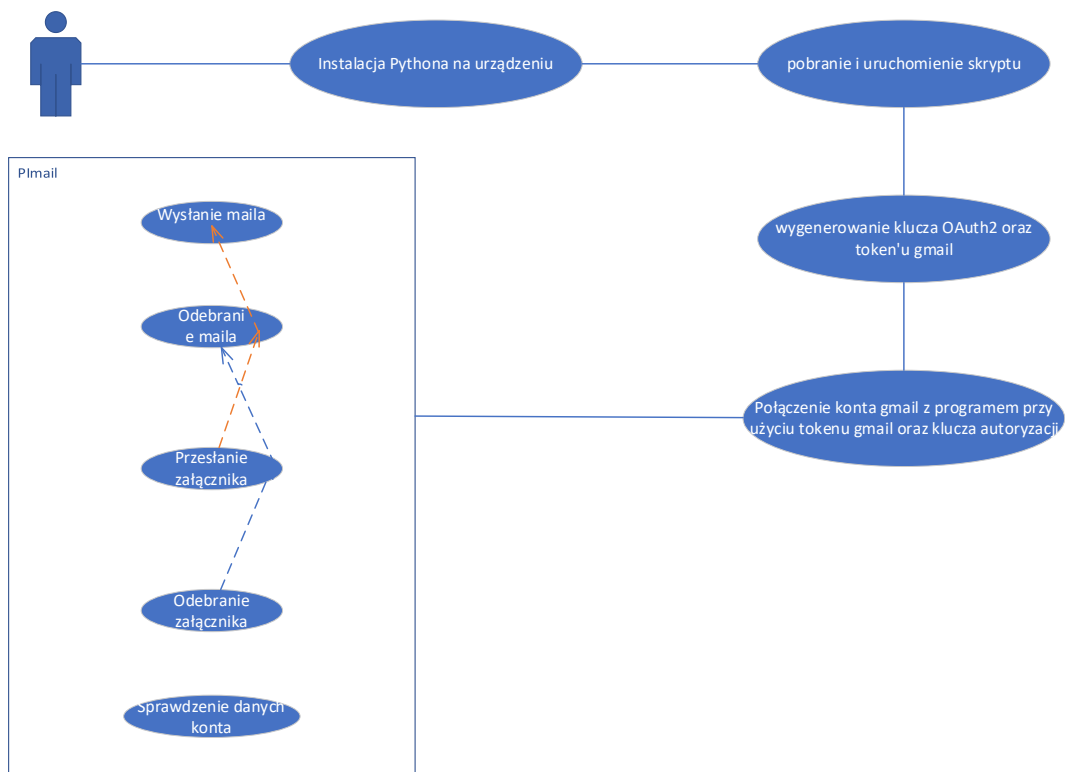 Instalacja Pythona na urządzeniu
pobranie i uruchomienie skryptu
PImail
Wysłanie maila
wygenerowanie klucza OAuth2 oraz
token'u gmail
Odebrani
e maila
Połączenie konta gmail z programem przy
użyciu tokenu gmail oraz klucza autoryzacji
Przesłanie
załącznika
Odebranie
załącznika
Sprawdzenie danych
konta